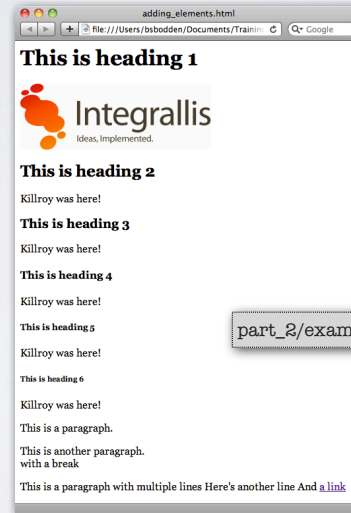 adding_elements.html
file:///Users/bsbodden/Documents/Training
Google
This is heading 1
Integrallis
Ideas, Implemented.
This is heading 2
Killroy was here!
This is heading 3
Killroy was here!
This is heading 4
Killroy was here!
This is heading 5
Killroy was here!
This is heading 6
Killroy was here!
part_2/exam
This is a paragraph.
This is another paragraph.
with a break
This is a paragraph with multiple lines Here's another line And a link